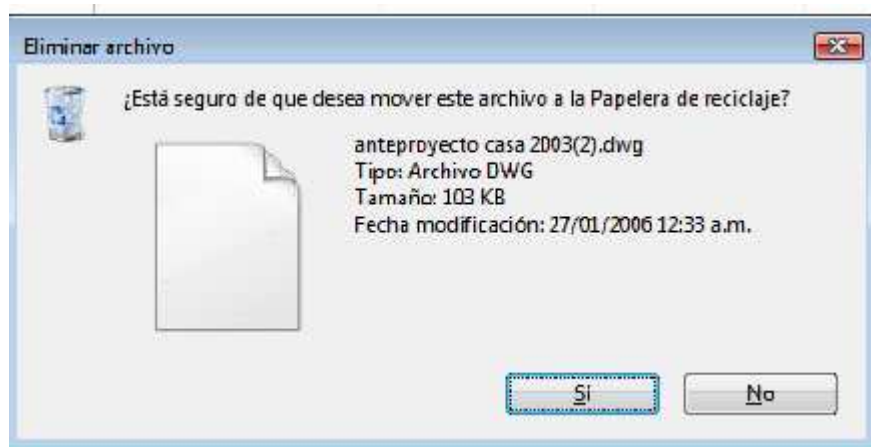 Eliminar archivo
¿Está seguro de que desea mover este archivo a la Papelera de reciclaje?
anteproyecto casa 2003(2).dwg
Tipo: Archivo DWG
Tamaño: 103 KB
Fecha modificación: 27/01/2006 12:33 a.m.
Sí No